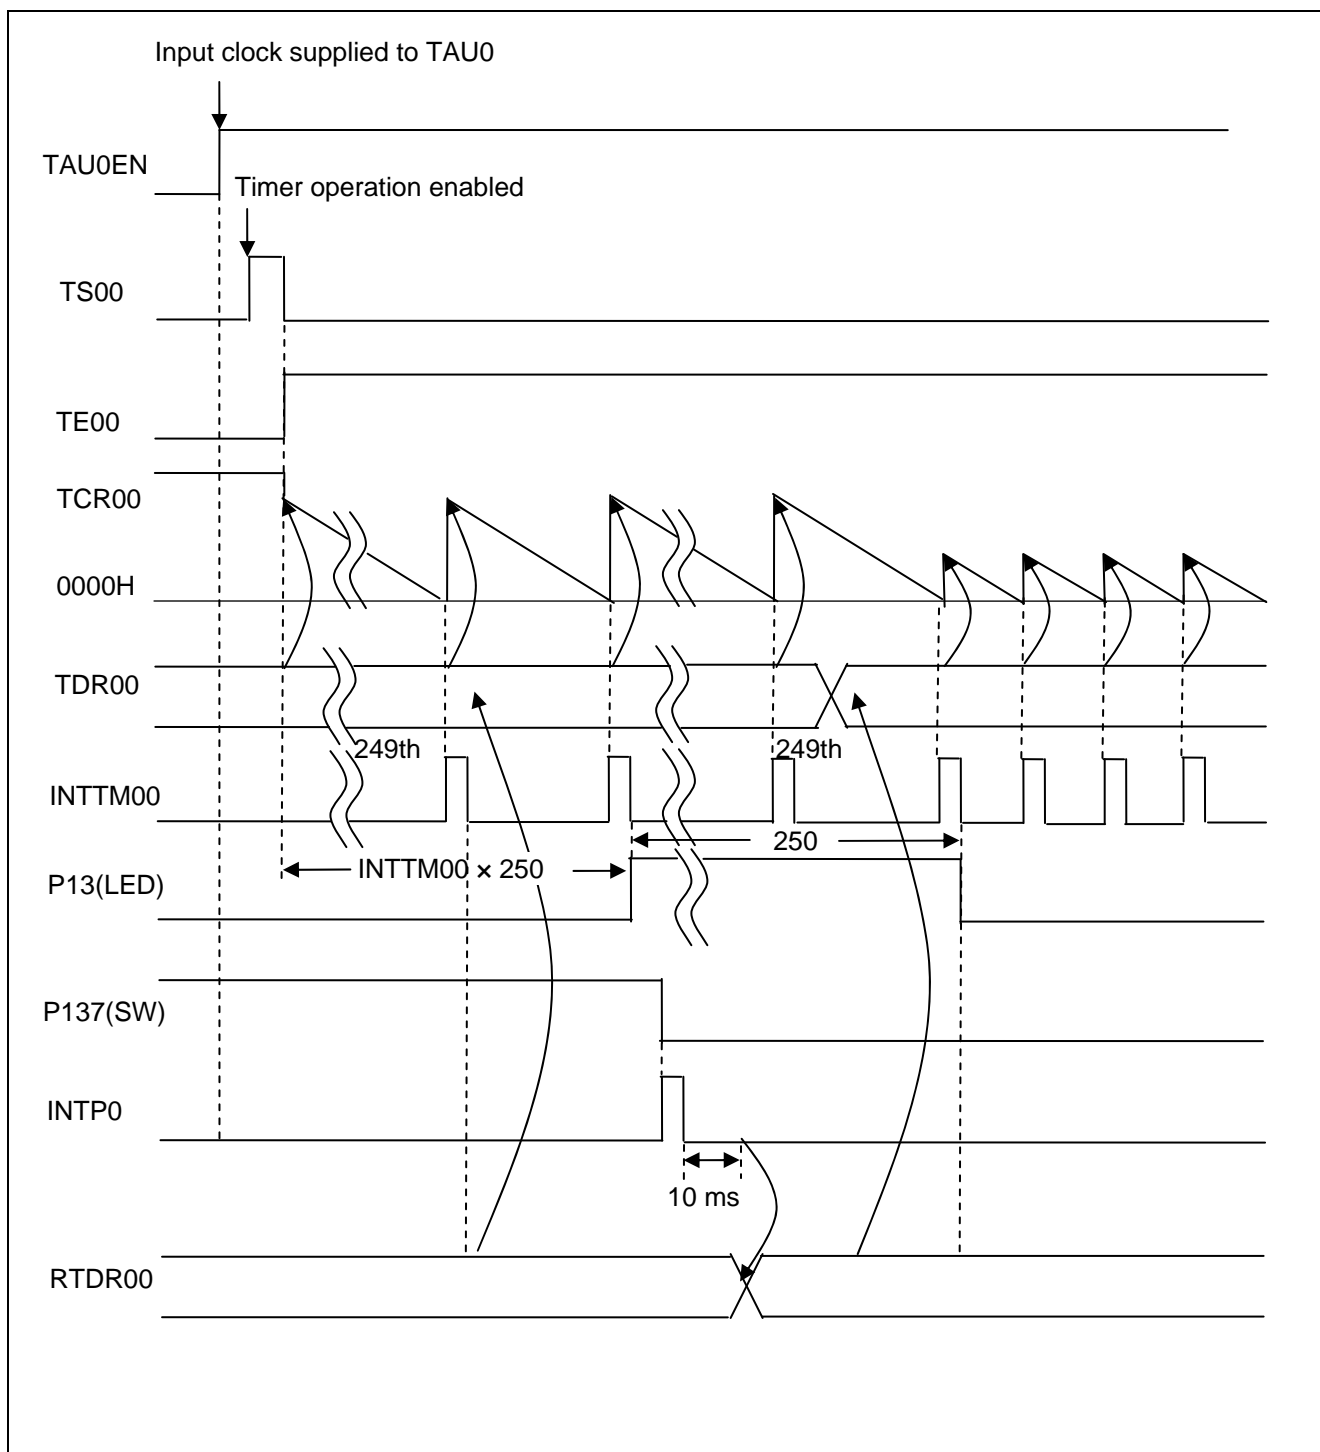 Input clock supplied to TAU0
TAU0EN
Timer operation enabled
TS00
TE00
TCR00
0000H
TDR00
249th 249th
INTTM00
INTTM00 × 250 250
P13(LED)
P137(SW)
INTP0
10 ms
RTDR00